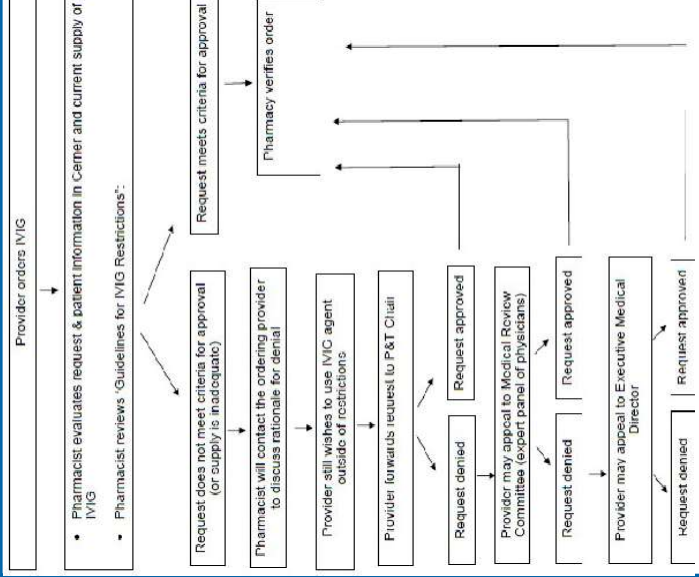 Provider orders IVIG
• Pharmacist evaluates request & patient information in Cerner and current supply of
IVIG
• Pharmacist reviews "Guidelines for IVIG Restrictions":
Request does not meet criteria for approval
(or supply is inadequate)
Request meets criteria for approval
Pharmacist will contact the ordering provider
to discuss rationale for denial
Pharmacy verifies order
Provider still wishes to use IVIG agent
outside of restrictions
Provider forwards request to P&T Chair
Request denied
Request approved
Provider may appeal to Medical Review
Committee (expert panel of physicians)
Request denied
Request approved
Provider may appeal to Executive Medical
Director
Request denied
Request approved